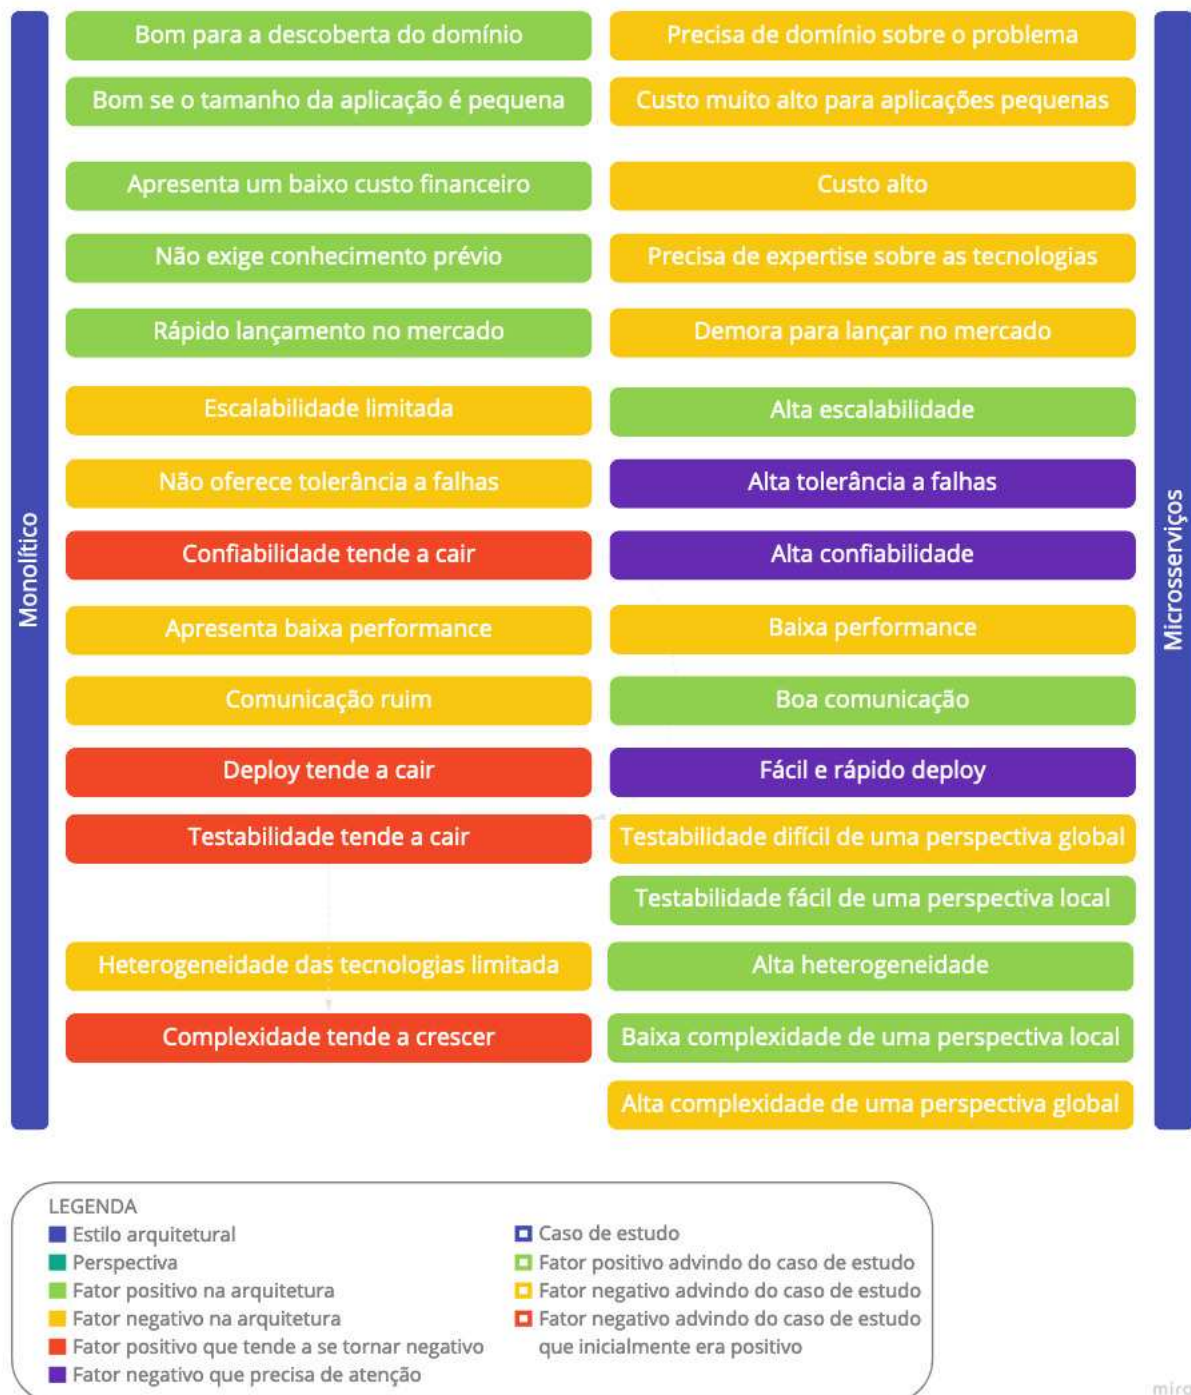 Monolítico
Bom para a descoberta do domínio
Precisa de domínio sobre o problema
Bom se o tamanho da aplicação é pequena
Custo muito alto para aplicações pequenas
Apresenta um baixo custo financeiro
Custo alto
Não exige conhecimento prévio
Precisa de expertise sobre as tecnologias
Rápido lançamento no mercado
Demora para lançar no mercado
Escalabilidade limitada
Alta escalabilidade
Não oferece tolerância a falhas
Alta tolerância a falhas
Confiabilidade tende a cair
Alta confiabilidade
Apresenta baixa performance
Baixa performance
Comunicação ruim
Boa comunicação
Deploy tende a cair
Fácil e rápido deploy
Testabilidade tende a cair
Testabilidade difícil de uma perspectiva global
Testabilidade fácil de uma perspectiva local
Heterogeneidade das tecnologias limitada
Alta heterogeneidade
Complexidade tende a crescer
Baixa complexidade de uma perspectiva local
Alta complexidade de uma perspectiva global
Microsserviços
LEGENDA
Estilo arquitetural
Perspectiva
Fator positivo na arquitetura
Fator negativo na arquitetura
Fator positivo que tende a se tornar negativo
Fator negativo que precisa de atenção
Caso de estudo
Fator positivo advindo do caso de estudo
Fator negativo advindo do caso de estudo
Fator negativo advindo do caso de estudo
que inicialmente era positivo
miro